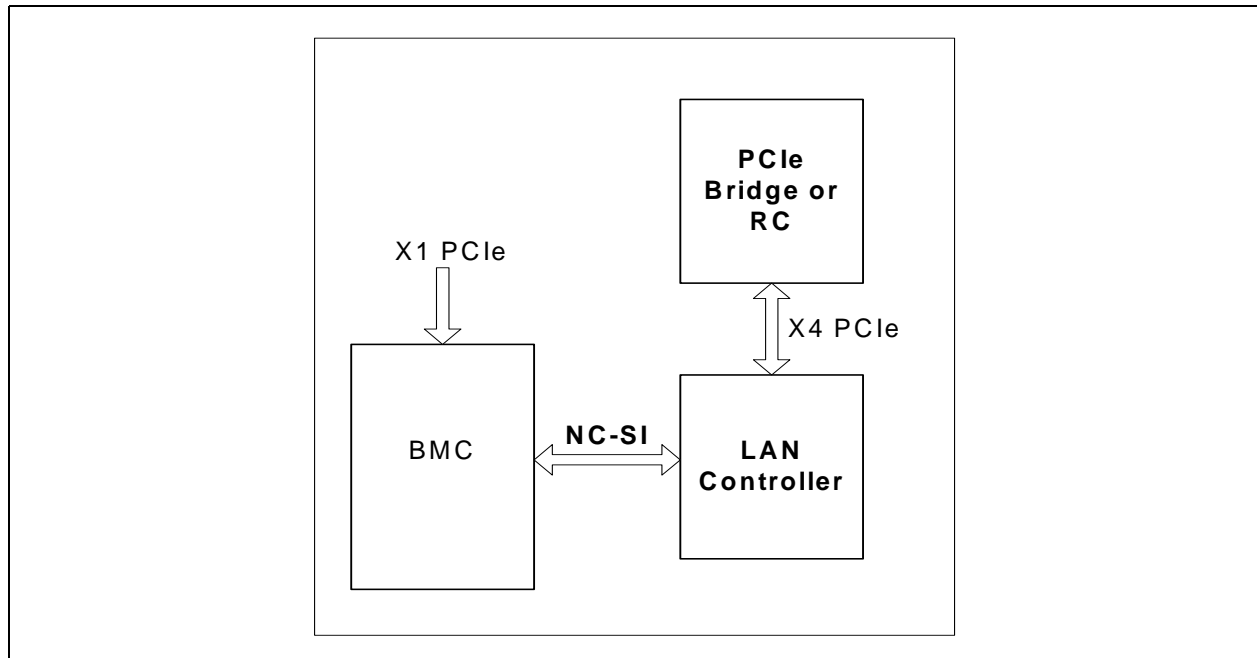 PCIe
Bridge or
RC
X1 PCIe
X4 PCIe
BMC
NC-SI
LAN
Controller